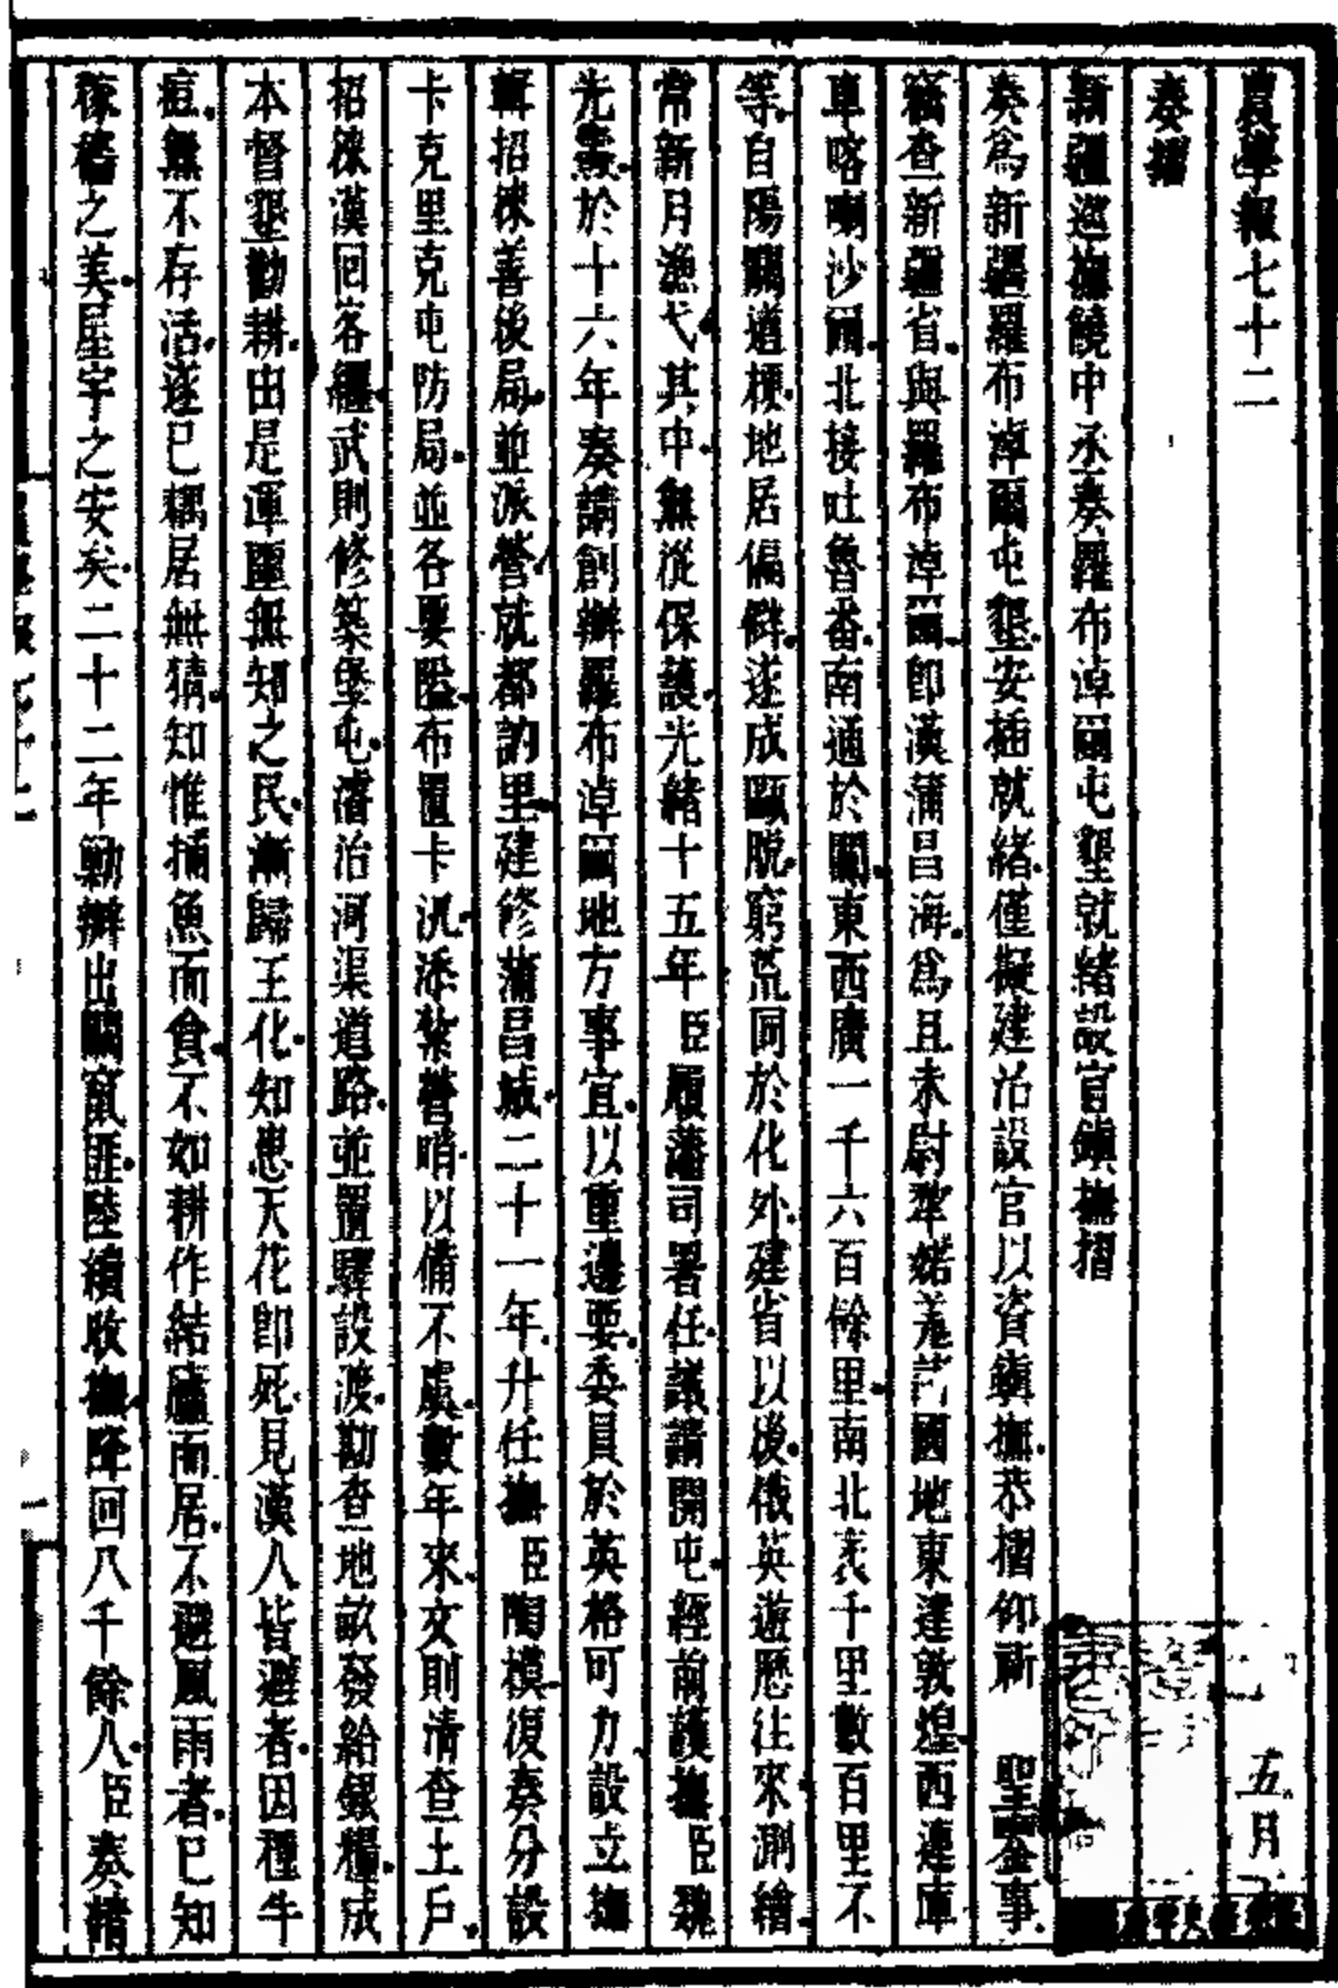 農學報七十二 五月
奏摺
新疆巡撫饒中丞奏羅布淖爾屯墾就緒設官鎮撫摺
奏爲新疆羅布淖爾屯墾安插就緒僅擬建治設官以資鎮撫恭摺仰祈 聖鑒事
竊查新疆省與羅布淖爾卽漢蒲昌海爲且末尉犂婼羌諸國地東達敦煌西連庫
車喀喇沙爾北接吐魯番南通於闐東西廣一千六百餘里南北袤千里數百里不
等自陽關道梗地居偏僻遂成甌脫窮荒同於化外建省以後俄英遊歷往來測繪
常新月漁弋其中無從保護光緒十五年臣履藩司署任議請開屯經前護撫臣魏
光燾於十六年奏請創辦羅布淖爾地方事宜以重邊要委員於英格可力設立撫
輯招徠善後局並派營就都訥里建修蒲昌城二十一年升任撫臣陶模復奏分設
卡克里克屯防局並各要隘布置卡汛添紮營哨以備不虞數年來文則清查土戶
招徠漢回客纏武則修築堡屯濬治河渠道路並置驛設渡勘查地畝發給銀糧成
本督墾勸耕由是渾噩無知之民漸歸王化知患天花卽死見漢人皆避者因種牛
痘無不存活遂已耦居無猜知惟捕魚而食不如耕作結廬而居不避風雨者已知
稼穡之美屋宇之安矣二十二年勦辦出關竄匪陸續收撫降回八千餘人臣奏請